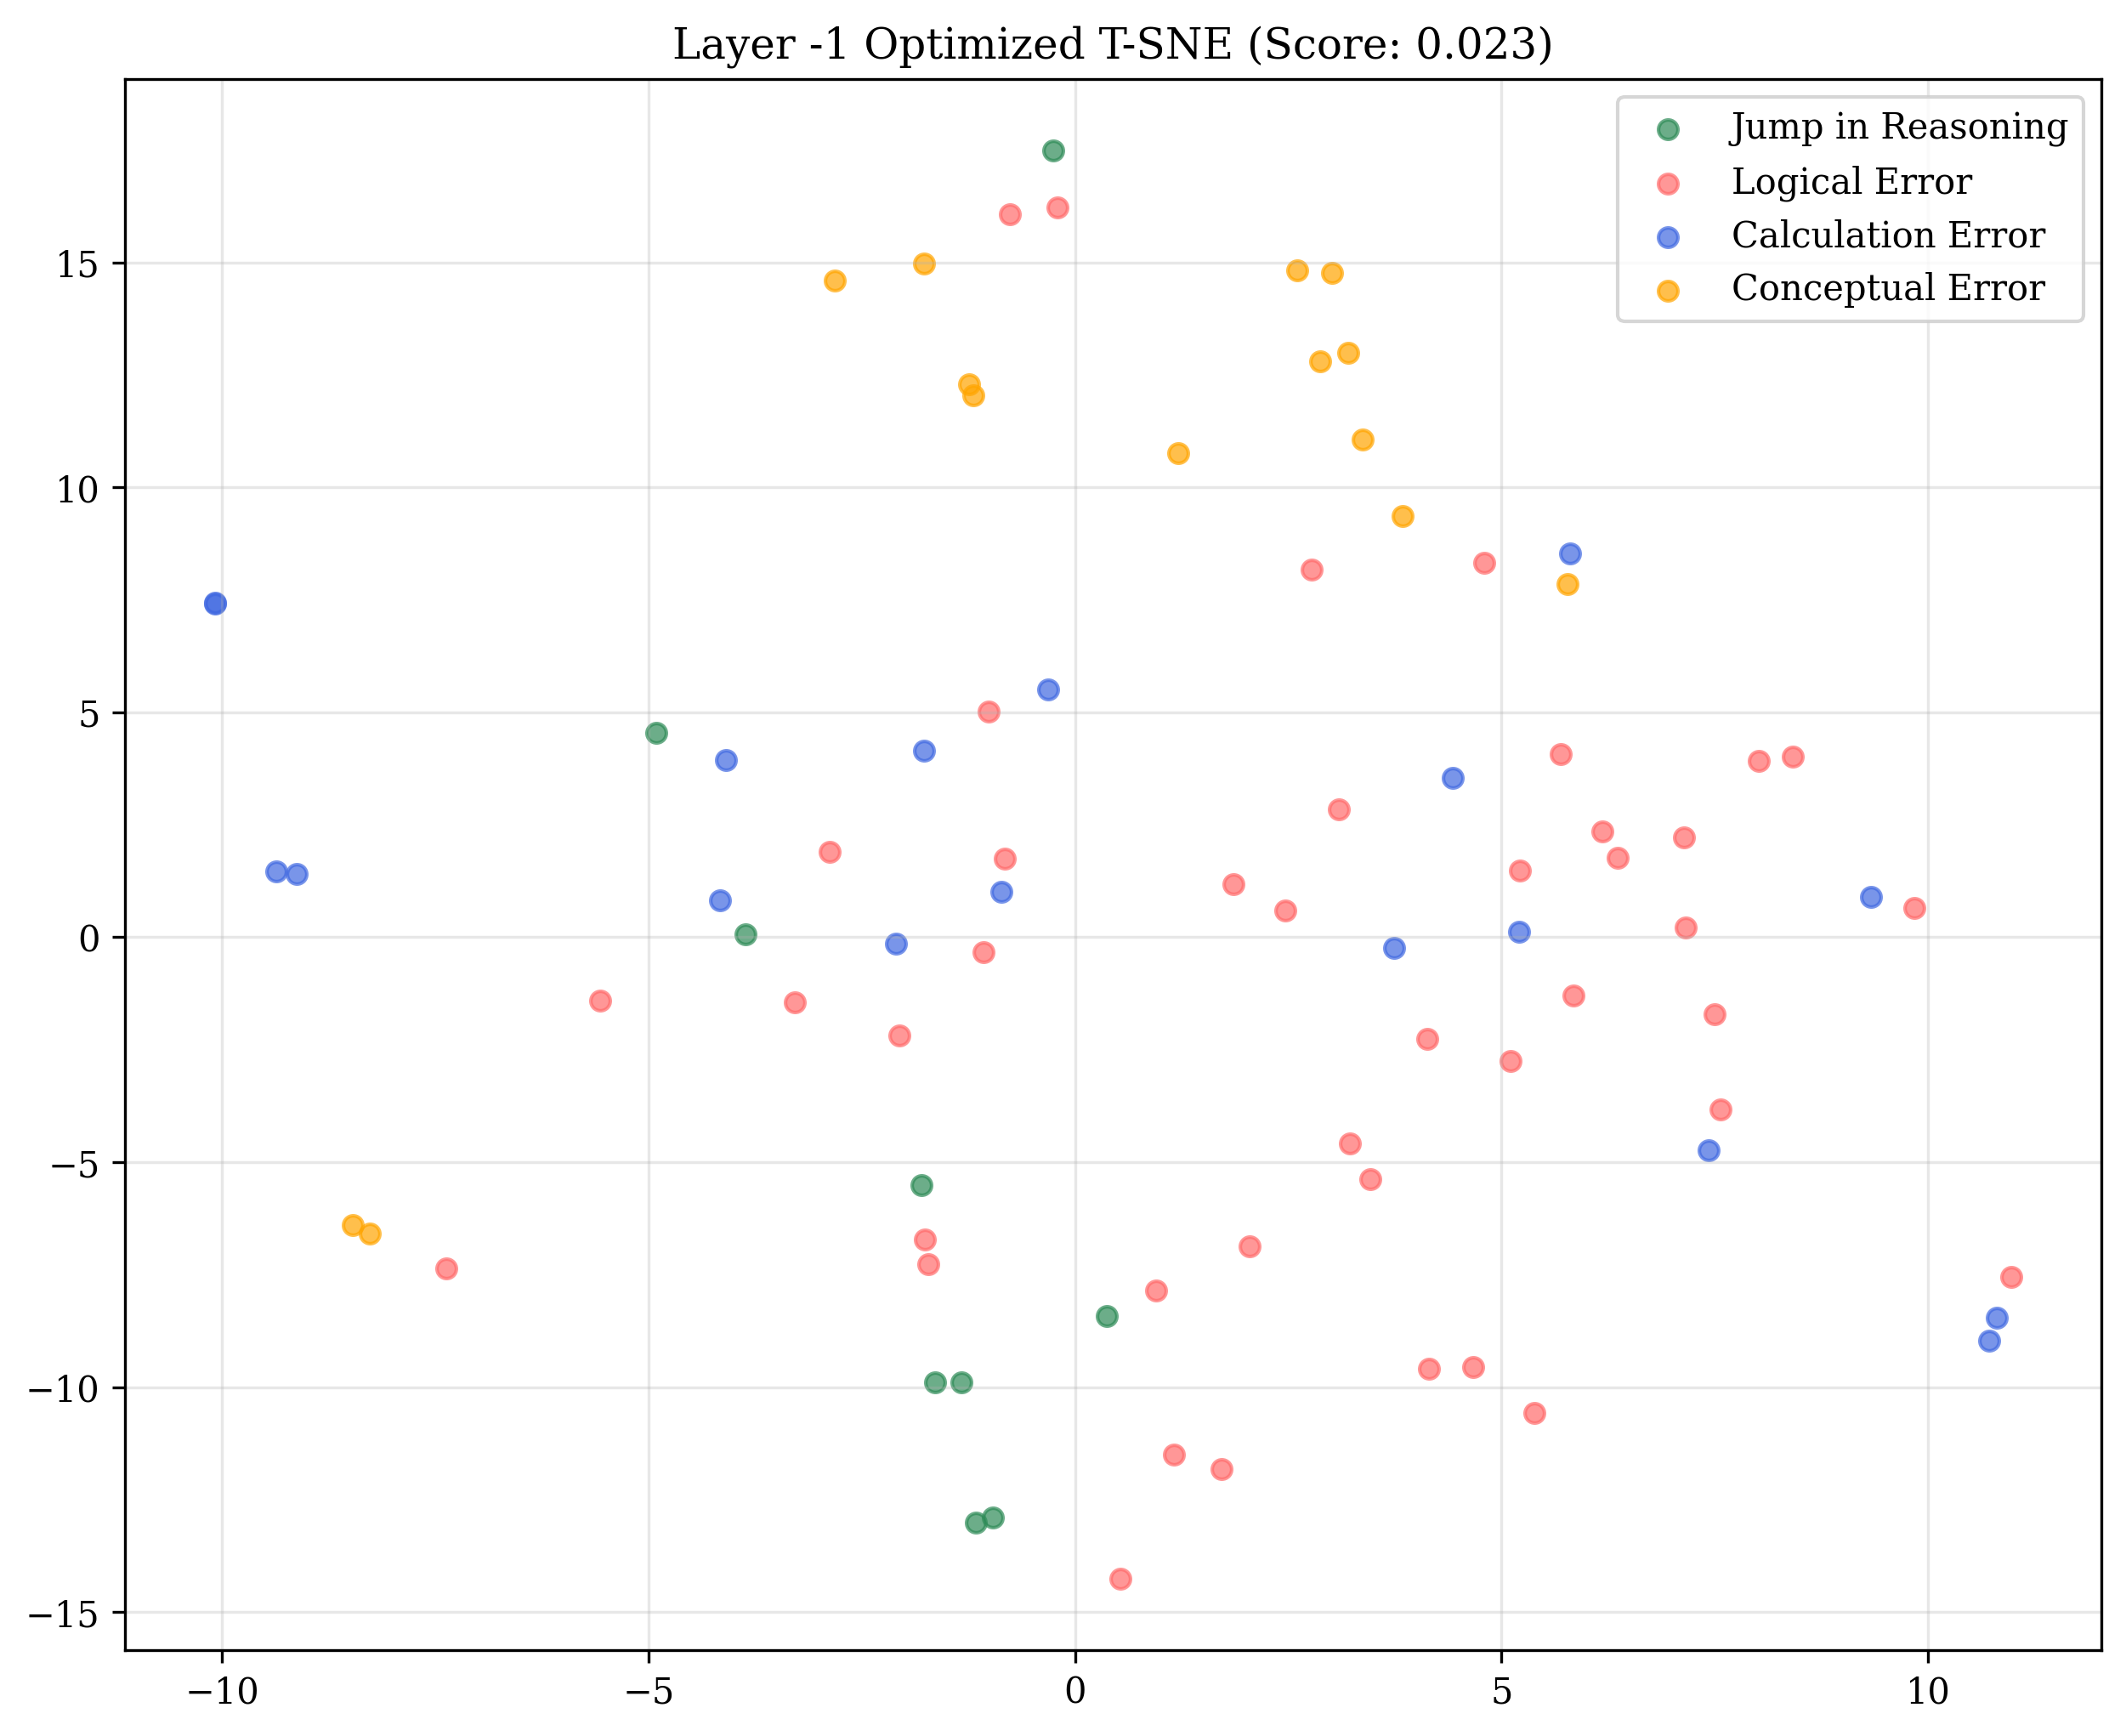 Layer -1 Optimized T-SNE (Score: 0.023)
Jump in Reasoning
Logical Error
Calculation Error
Conceptual Error
15
10
5
0
−5
−10
−15
−10
−5
0
5
10